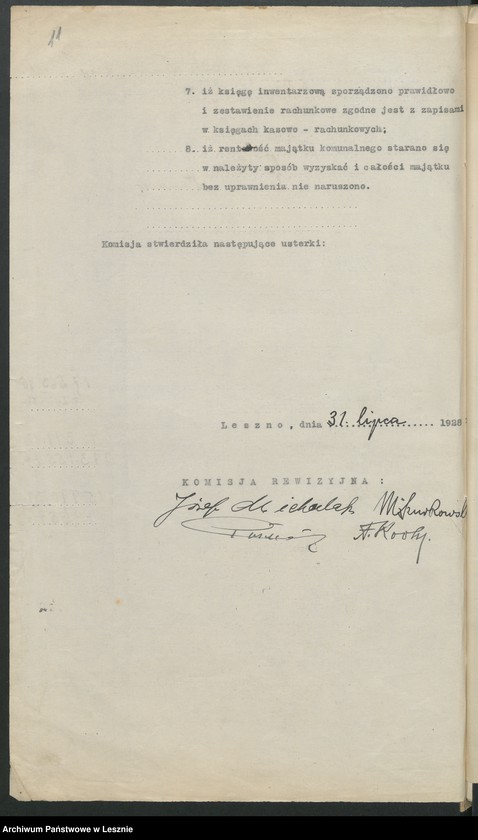 11
7. iż księgę inwentarzową sporządzono prawidłowo
i zestawienie rachunkowe zgodne jest z zapisami
w księgach kasowo - rachunkowych;
8. iż rentowość majątku komunalnego starano się
w należyty sposób wyzyskać i całości majątku
bez uprawnienia nie naruszono.
Komisja stwierdziła następujące usterki:
Leszno, dnia 31. lipca 1928
KOMISJA REWIZYJNA :
Józef Michalak
Archiwum Państwowe w Lesznie